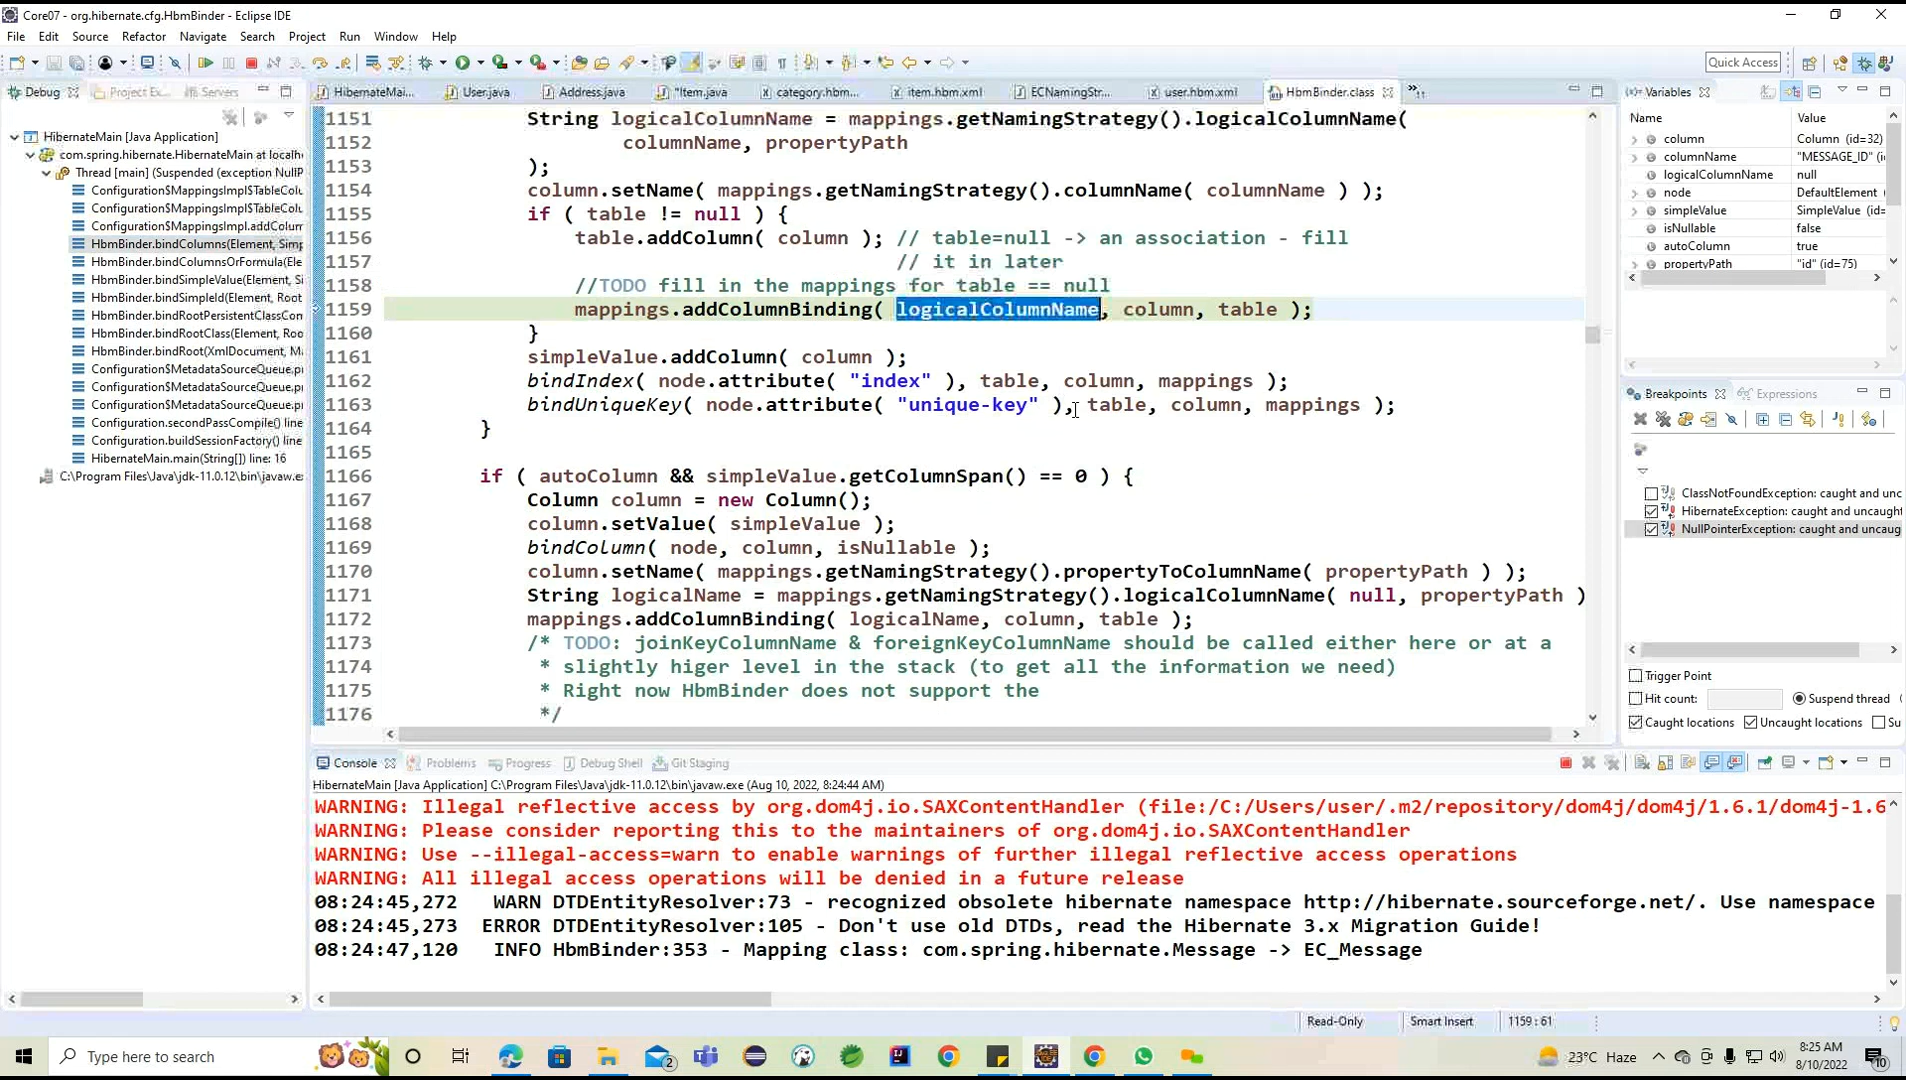 Core07 - org.hibernate.cfg.HbmBinder - Eclipse IDE
File Edit Source Refactor Navigate Search Project Run Window Help
Quick Access
Debug Project Ex... Servers
HibernateMai... User.java Address.java *Item.java category.hbm... item.hbm.xml ECNamingStr... user.hbm.xml HbmBinder.class
HibernateMain [Java Application]
com.spring.hibernate.HibernateMain at localh
Thread [main] (Suspended (exception NullP
Configuration$MappingsImpl$TableColu
Configuration$MappingsImpl$TableColu
Configuration$MappingsImpl.addColum
HbmBinder.bindColumns(Element, Simp
HbmBinder.bindColumnsOrFormula(Ele
HbmBinder.bindSimpleValue(Element, Si
HbmBinder.bindSimpleId(Element, Root
HbmBinder.bindRootPersistentClassCom
HbmBinder.bindRootClass(Element, Roo
HbmBinder.bindRoot(XmlDocument, Ma
Configuration$MetadataSourceQueue.pr
Configuration$MetadataSourceQueue.pr
Configuration$MetadataSourceQueue.pr
Configuration.secondPassCompile() line
Configuration.buildSessionFactory() line
HibernateMain.main(String[]) line: 16
C:\Program Files\Java\jdk-11.0.12\bin\javaw.ex
1151 String logicalColumnName = mappings.getNamingStrategy().logicalColumnName(
1152 columnName, propertyPath
1153 );
1154 column.setName( mappings.getNamingStrategy().columnName( columnName ) );
1155 if ( table != null ) {
1156 table.addColumn( column ); // table=null -> an association - fill
1157 // it in later
1158 //TODO fill in the mappings for table == null
1159 mappings.addColumnBinding( logicalColumnName, column, table );
1160 }
1161 simpleValue.addColumn( column );
1162 bindIndex( node.attribute( "index" ), table, column, mappings );
1163 bindUniqueKey( node.attribute( "unique-key" ), table, column, mappings );
1164 }
1165
1166 if ( autoColumn && simpleValue.getColumnSpan() == 0 ) {
1167 Column column = new Column();
1168 column.setValue( simpleValue );
1169 bindColumn( node, column, isNullable );
1170 column.setName( mappings.getNamingStrategy().propertyToColumnName( propertyPath ) );
1171 String logicalName = mappings.getNamingStrategy().logicalColumnName( null, propertyPath )
1172 mappings.addColumnBinding( logicalName, column, table );
1173 /* TODO: joinKeyColumnName & foreignKeyColumnName should be called either here or at a
1174 * slightly higer level in the stack (to get all the information we need)
1175 * Right now HbmBinder does not support the
1176 */
Variables
Name Value
column Column (id=32)
columnName "MESSAGE_ID" (i
logicalColumnName null
node DefaultElement (
simpleValue SimpleValue (id=
isNullable false
autoColumn true
propertyPath "id" (id=75)
Breakpoints Expressions
ClassNotFoundException: caught and unc
HibernateException: caught and uncaught
NullPointerException: caught and uncaug
Trigger Point
Hit count: Suspend thread
Caught locations Uncaught locations Su
Console Problems Progress Debug Shell Git Staging
HibernateMain [Java Application] C:\Program Files\Java\jdk-11.0.12\bin\javaw.exe (Aug 10, 2022, 8:24:44 AM)
WARNING: Illegal reflective access by org.dom4j.io.SAXContentHandler (file:/C:/Users/user/.m2/repository/dom4j/dom4j/1.6.1/dom4j-1.6
WARNING: Please consider reporting this to the maintainers of org.dom4j.io.SAXContentHandler
WARNING: Use --illegal-access=warn to enable warnings of further illegal reflective access operations
WARNING: All illegal access operations will be denied in a future release
08:24:45,272 WARN DTDEntityResolver:73 - recognized obsolete hibernate namespace http://hibernate.sourceforge.net/. Use namespace
08:24:45,273 ERROR DTDEntityResolver:105 - Don't use old DTDs, read the Hibernate 3.x Migration Guide!
08:24:47,120 INFO HbmBinder:353 - Mapping class: com.spring.hibernate.Message -> EC_Message
Read-Only Smart Insert 1159 : 61
Type here to search
2
23°C Haze
8:25 AM
8/10/2022
10